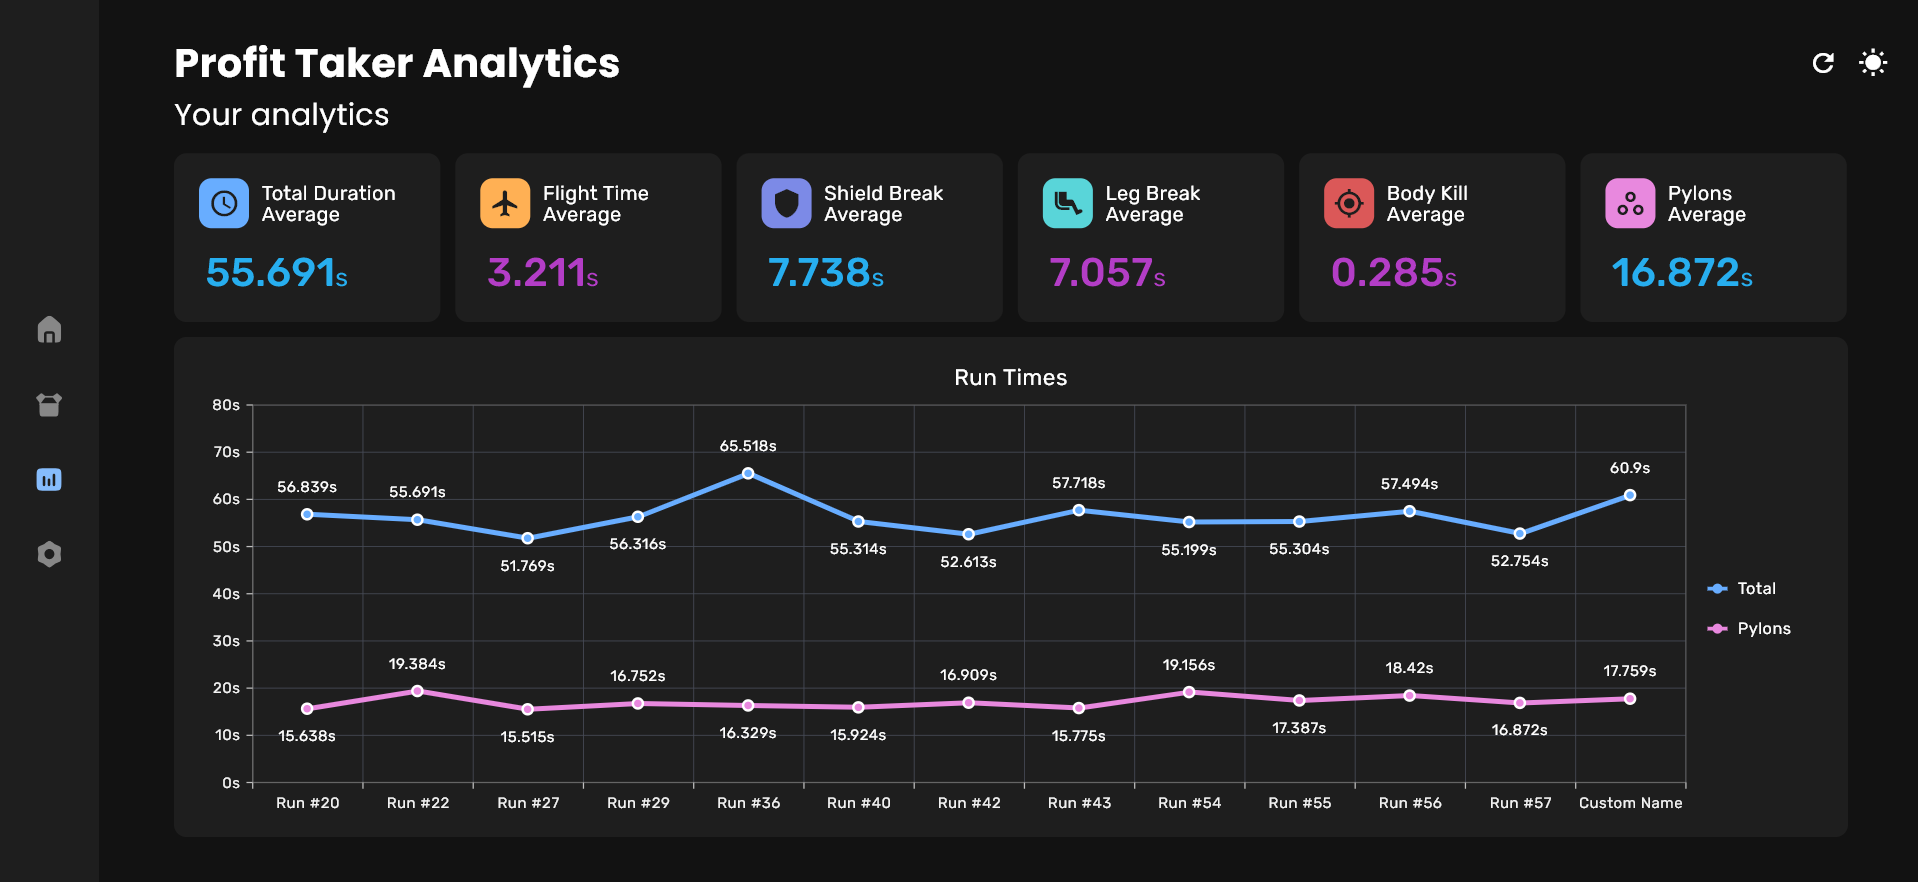 Profit Taker Analytics
Your analytics
Total Duration
Average
55.691s
Flight Time
Average
3.211s
Shield Break
Average
7.738s
Leg Break
Average
7.057s
Body Kill
Average
0.285s
Pylons
Average
16.872s
Run Times
80s
70s
60s
50s
40s
30s
20s
10s
0s
56.839s
55.691s
51.769s
56.316s
65.518s
55.314s
52.613s
57.718s
55.199s
55.304s
57.494s
52.754s
60.9s
15.638s
19.384s
15.515s
16.752s
16.329s
15.924s
16.909s
15.775s
19.156s
17.387s
18.42s
16.872s
17.759s
Run #20
Run #22
Run #27
Run #29
Run #36
Run #40
Run #42
Run #43
Run #54
Run #55
Run #56
Run #57
Custom Name
Total
Pylons